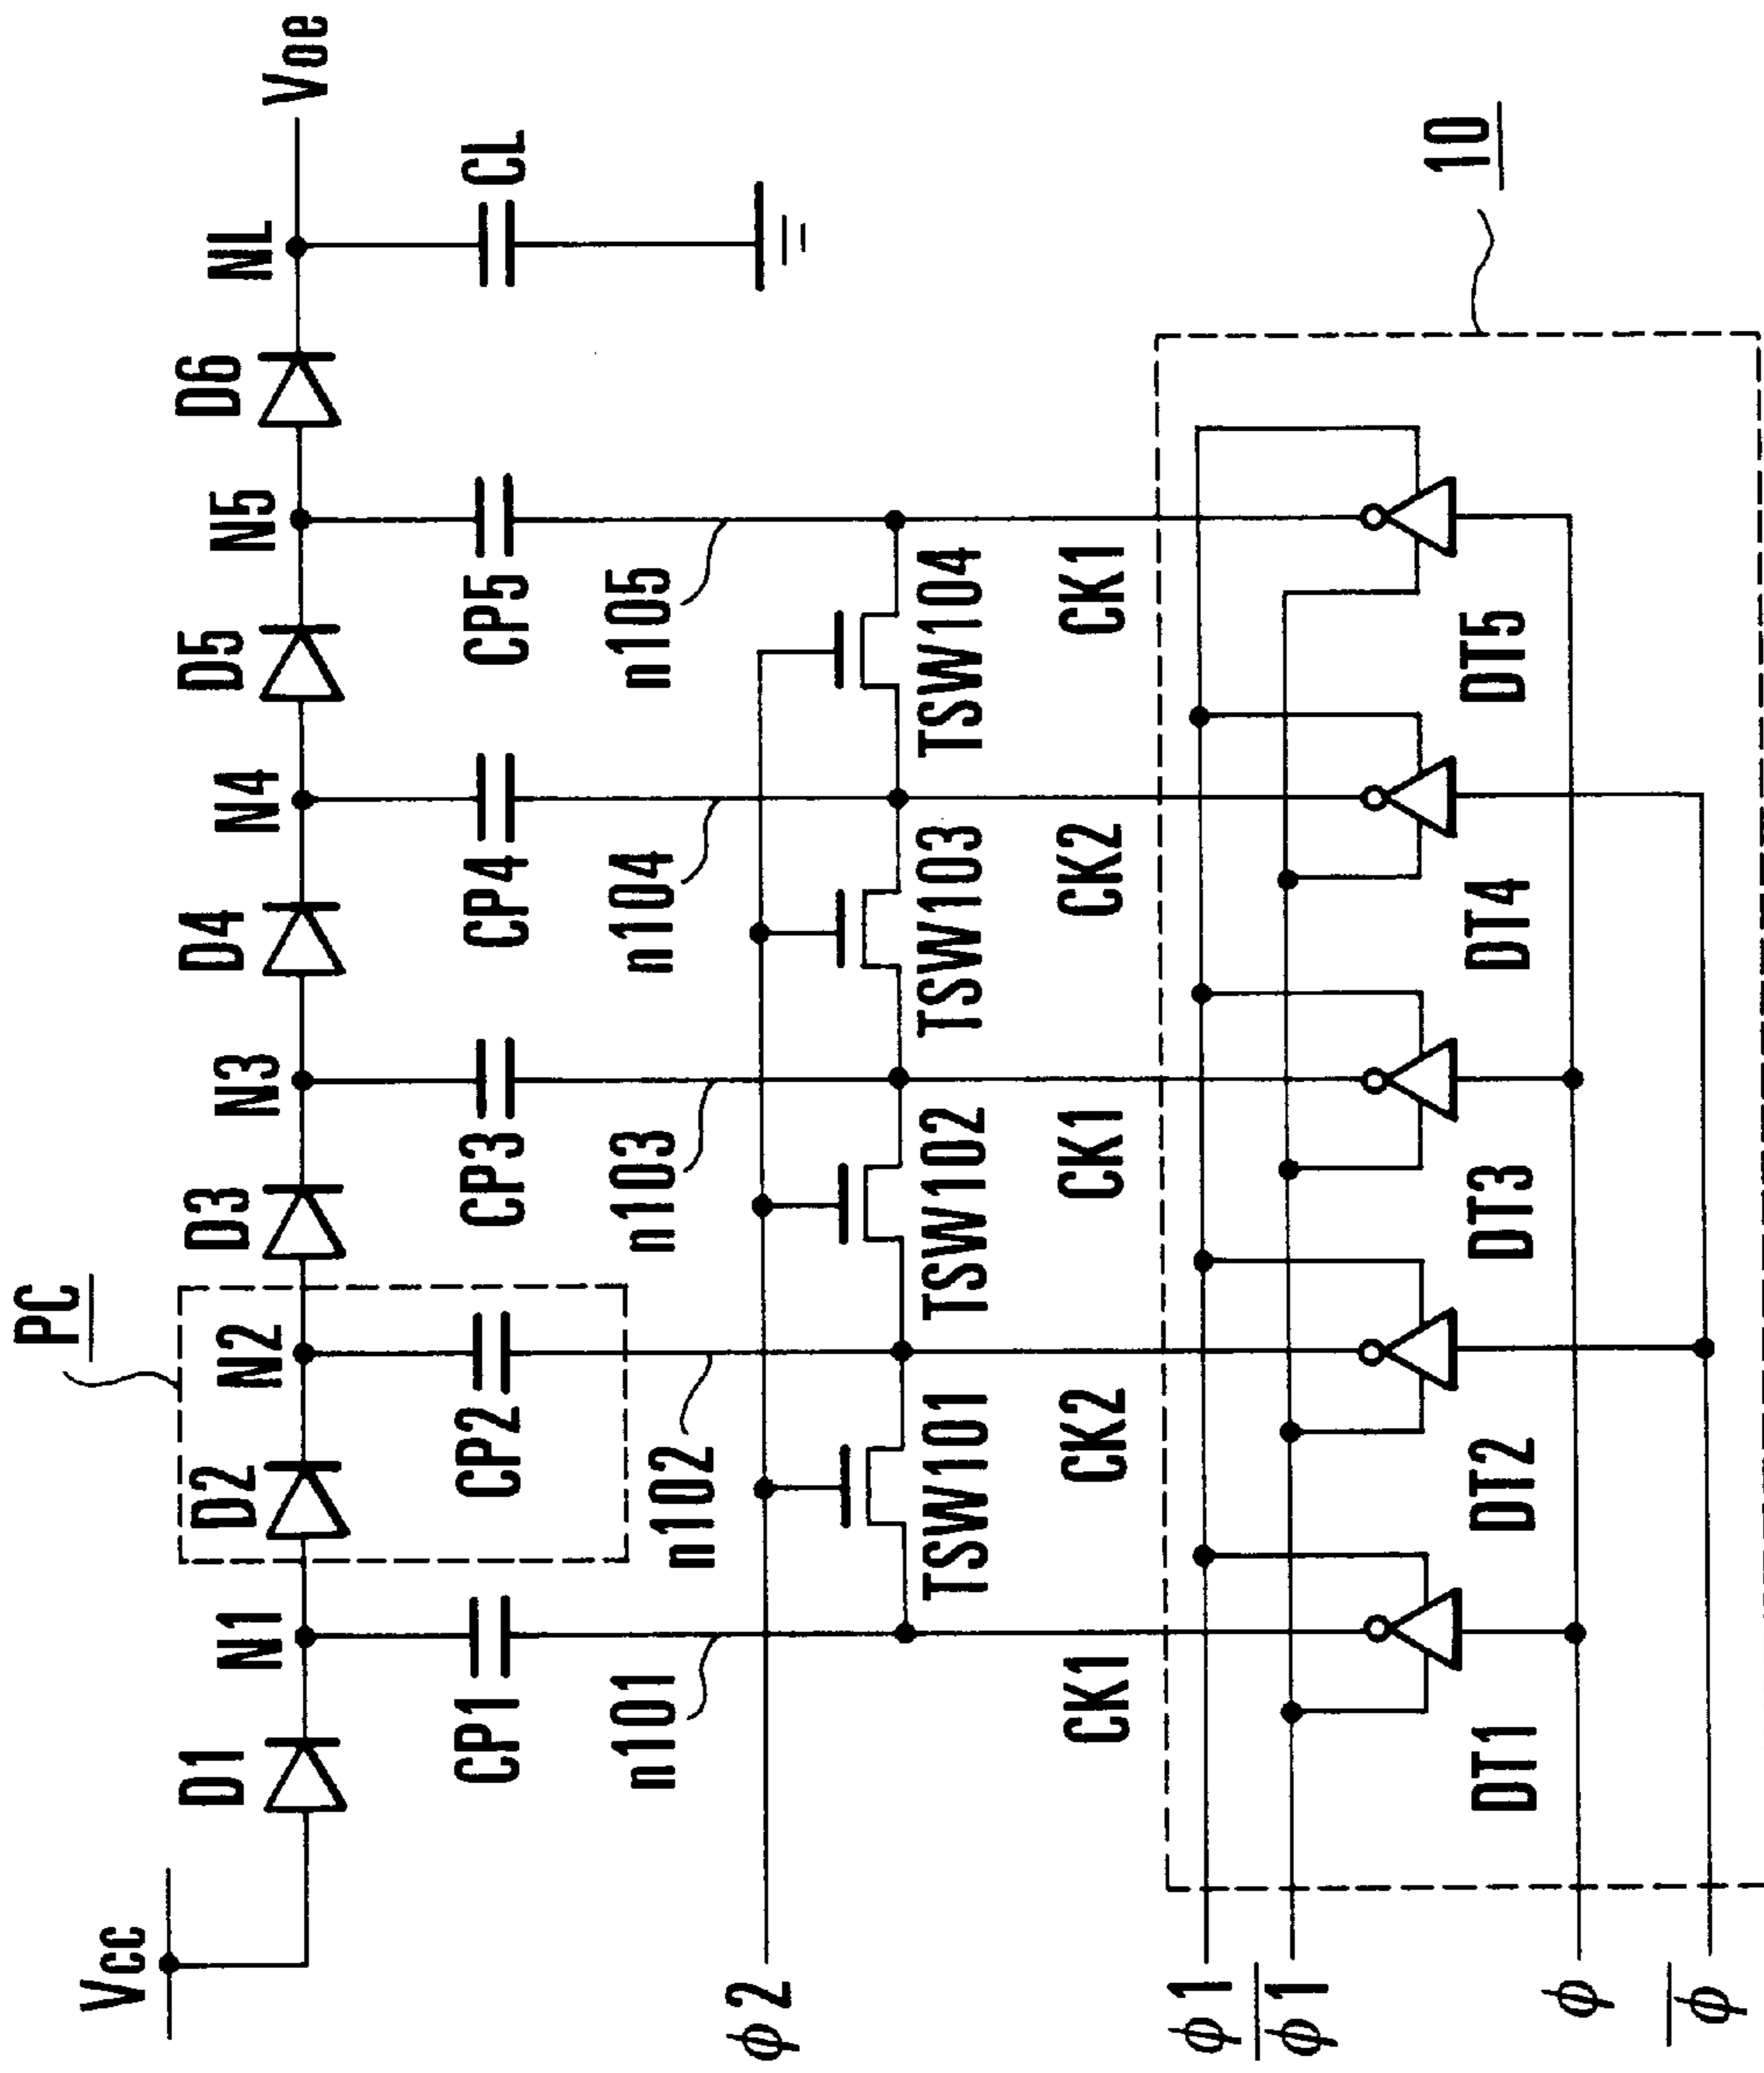 PC
Vcc
D1
N1
D2
N2
D3
N3
D4
N4
D5
N5
D6
NL
Voe
CP1
CP2
CP3
CP4
CP5
CL
n101
n102
n103
n104
n105
φ2
TSW101
TSW102
TSW103
TSW104
CK1
CK2
CK1
CK2
CK1
10
φ1
φ̅1̅
DT1
DT2
DT3
DT4
DT5
φ
φ̅